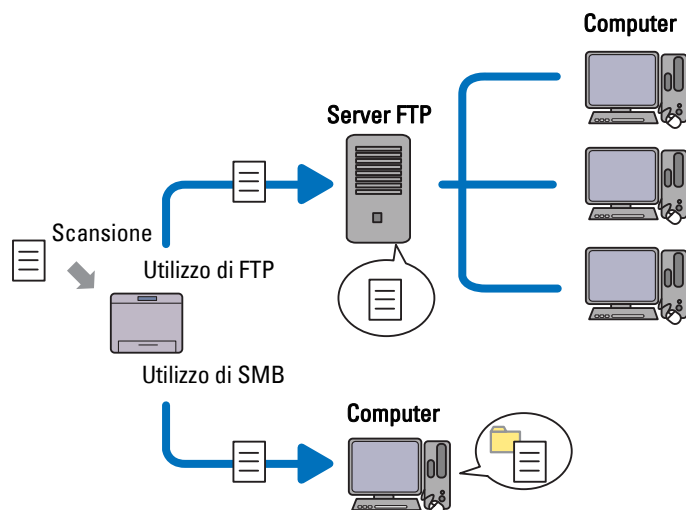 Computer
Server FTP
Scansione
Utilizzo di FTP
Utilizzo di SMB
Computer